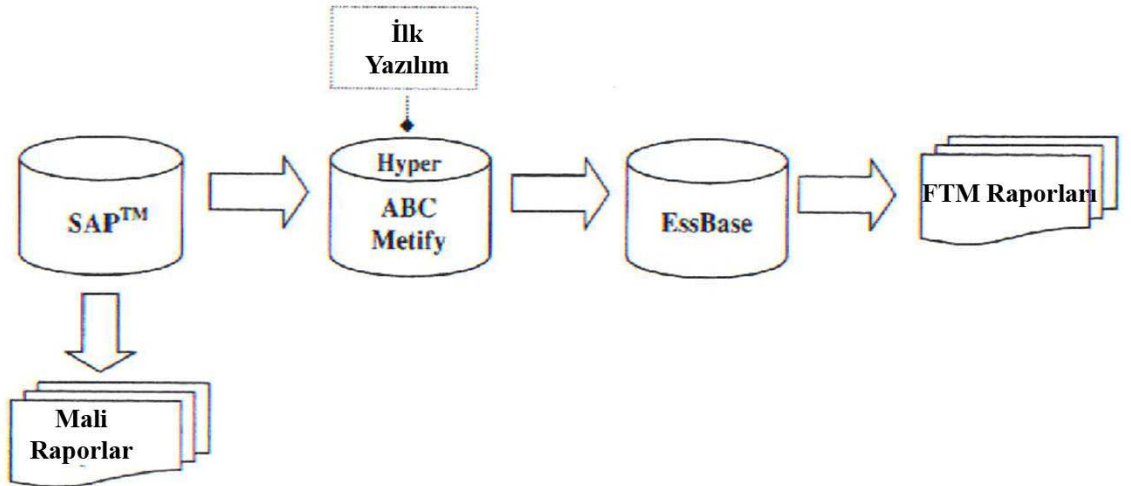 İlk
Yazılım
Hyper
SAP™
ABC
Metify
EssBase
FTM Raporları
Mali
Raporlar